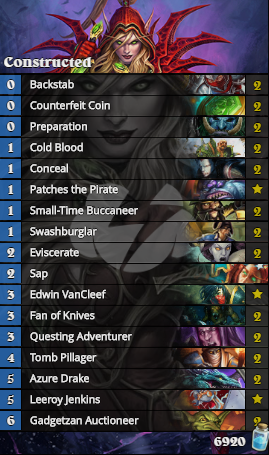 Constructed
0 Backstab 2
0 Counterfeit Coin 2
0 Preparation 2
1 Cold Blood 2
1 Conceal 2
1 Patches the Pirate ★
1 Small-Time Buccaneer 2
1 Swashburglar 2
2 Eviscerate 2
2 Sap 2
3 Edwin VanCleef ★
3 Fan of Knives 2
3 Questing Adventurer 2
4 Tomb Pillager 2
5 Azure Drake 2
5 Leeroy Jenkins ★
6 Gadgetzan Auctioneer 2
6920